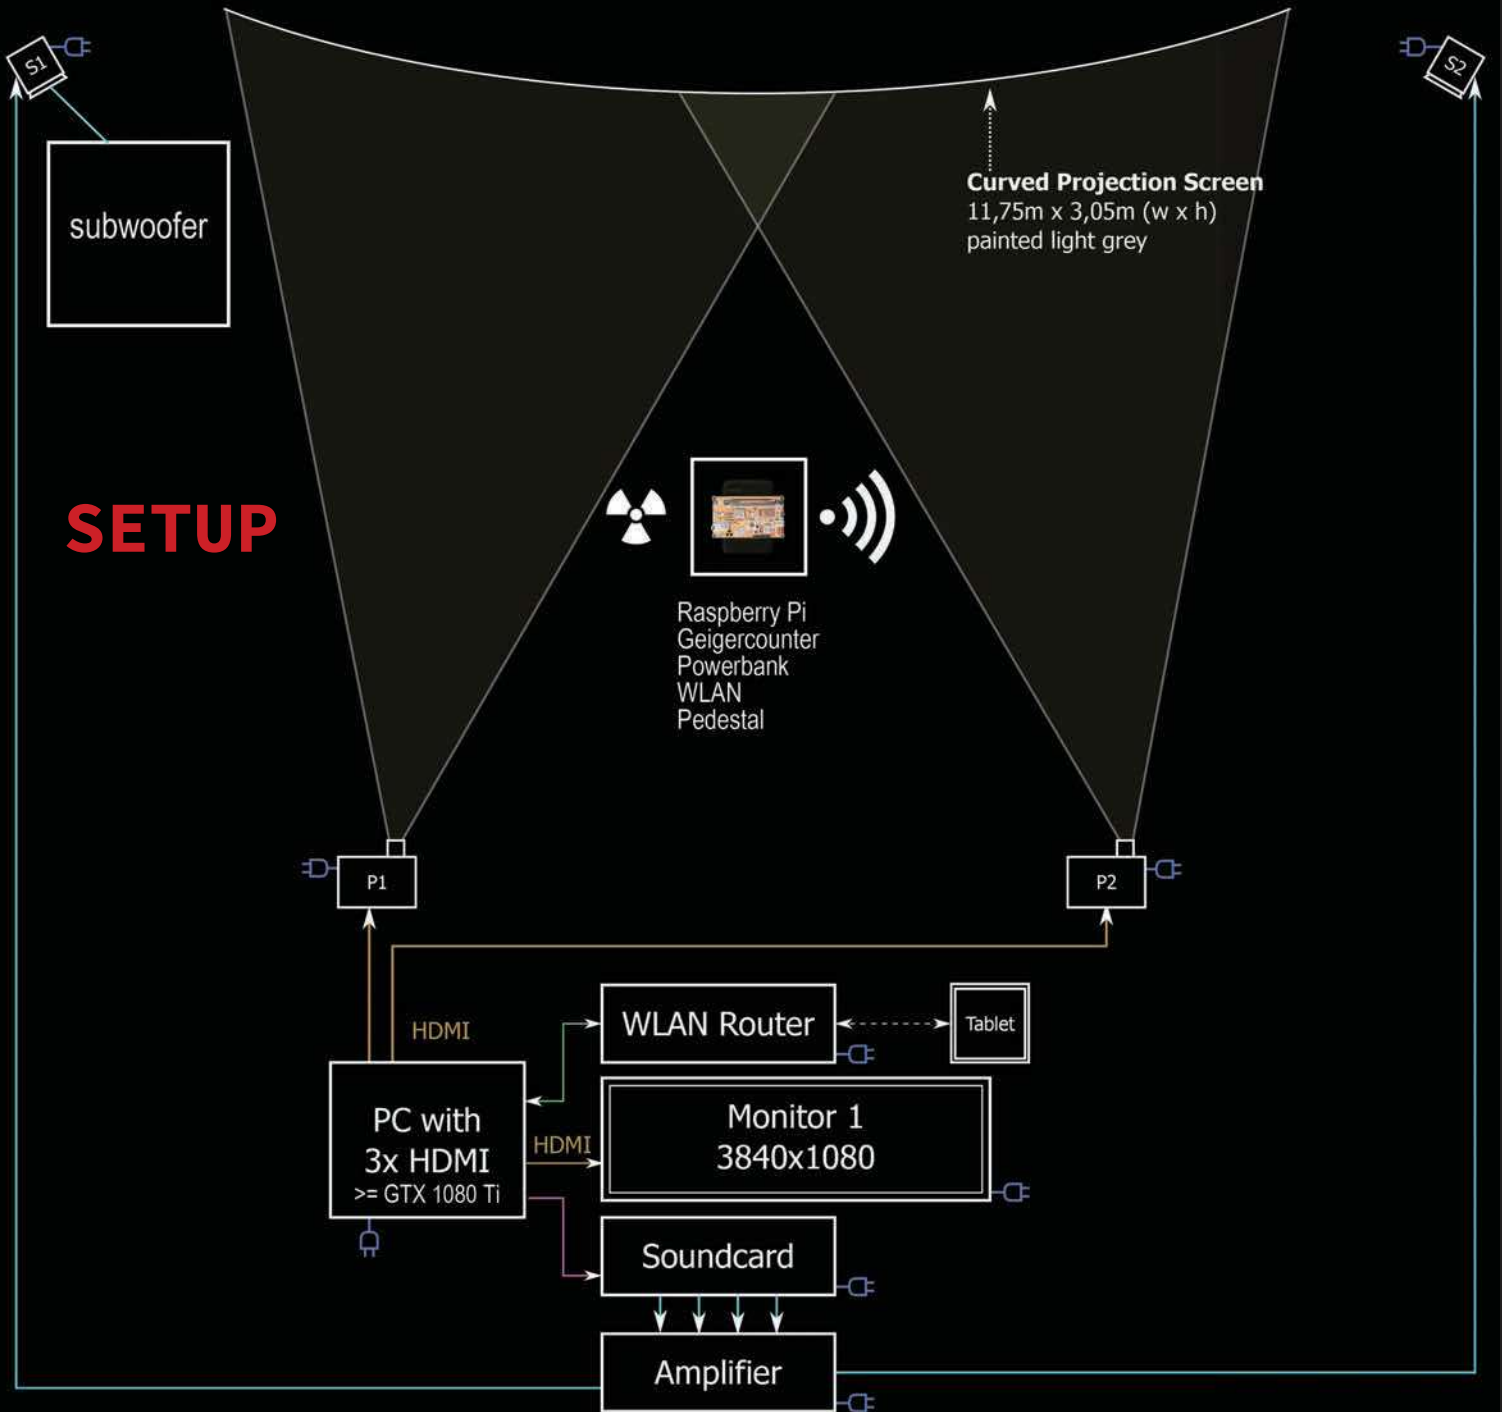 S1
S2
subwoofer
Curved Projection Screen
11,75m x 3,05m (w x h)
painted light grey
SETUP
Raspberry Pi
Geigercounter
Powerbank
WLAN
Pedestal
P1
P2
HDMI
WLAN Router
Tablet
PC with
3x HDMI
>= GTX 1080 Ti
HDMI
Monitor 1
3840x1080
Soundcard
Amplifier